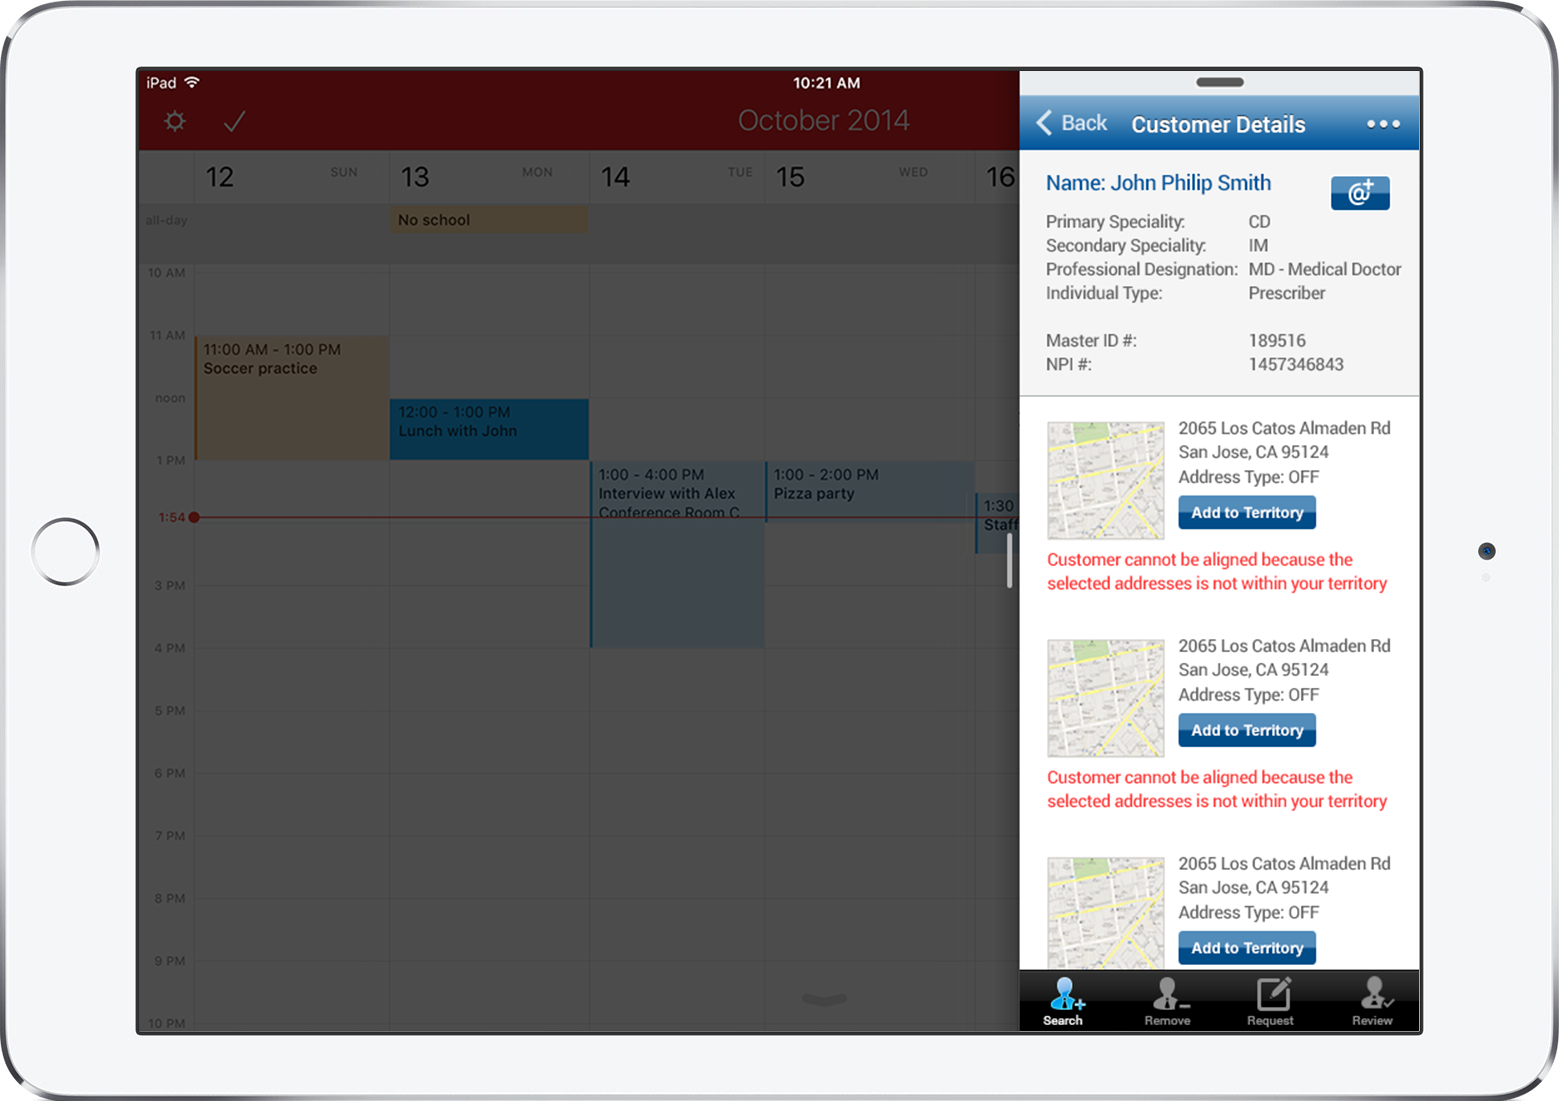 iPad
10:21 AM
October 2014
12 SUN
13 MON
14 TUE
15 WED
16
all-day
No school
10 AM
11 AM
11:00 AM - 1:00 PM
Soccer practice
noon
12:00 - 1:00 PM
Lunch with John
1 PM
1:00 - 4:00 PM
Interview with Alex
Conference Room C
1:00 - 2:00 PM
Pizza party
1:30
Staff
1:54
3 PM
4 PM
5 PM
6 PM
7 PM
8 PM
9 PM
10 PM
Back
Customer Details
Name: John Philip Smith
@+
Primary Speciality: CD
Secondary Speciality: IM
Professional Designation: MD - Medical Doctor
Individual Type: Prescriber
Master ID #: 189516
NPI #: 1457346843
2065 Los Catos Almaden Rd
San Jose, CA 95124
Address Type: OFF
Add to Territory
Customer cannot be aligned because the
selected addresses is not within your territory
2065 Los Catos Almaden Rd
San Jose, CA 95124
Address Type: OFF
Add to Territory
Customer cannot be aligned because the
selected addresses is not within your territory
2065 Los Catos Almaden Rd
San Jose, CA 95124
Address Type: OFF
Add to Territory
Search
Remove
Request
Review